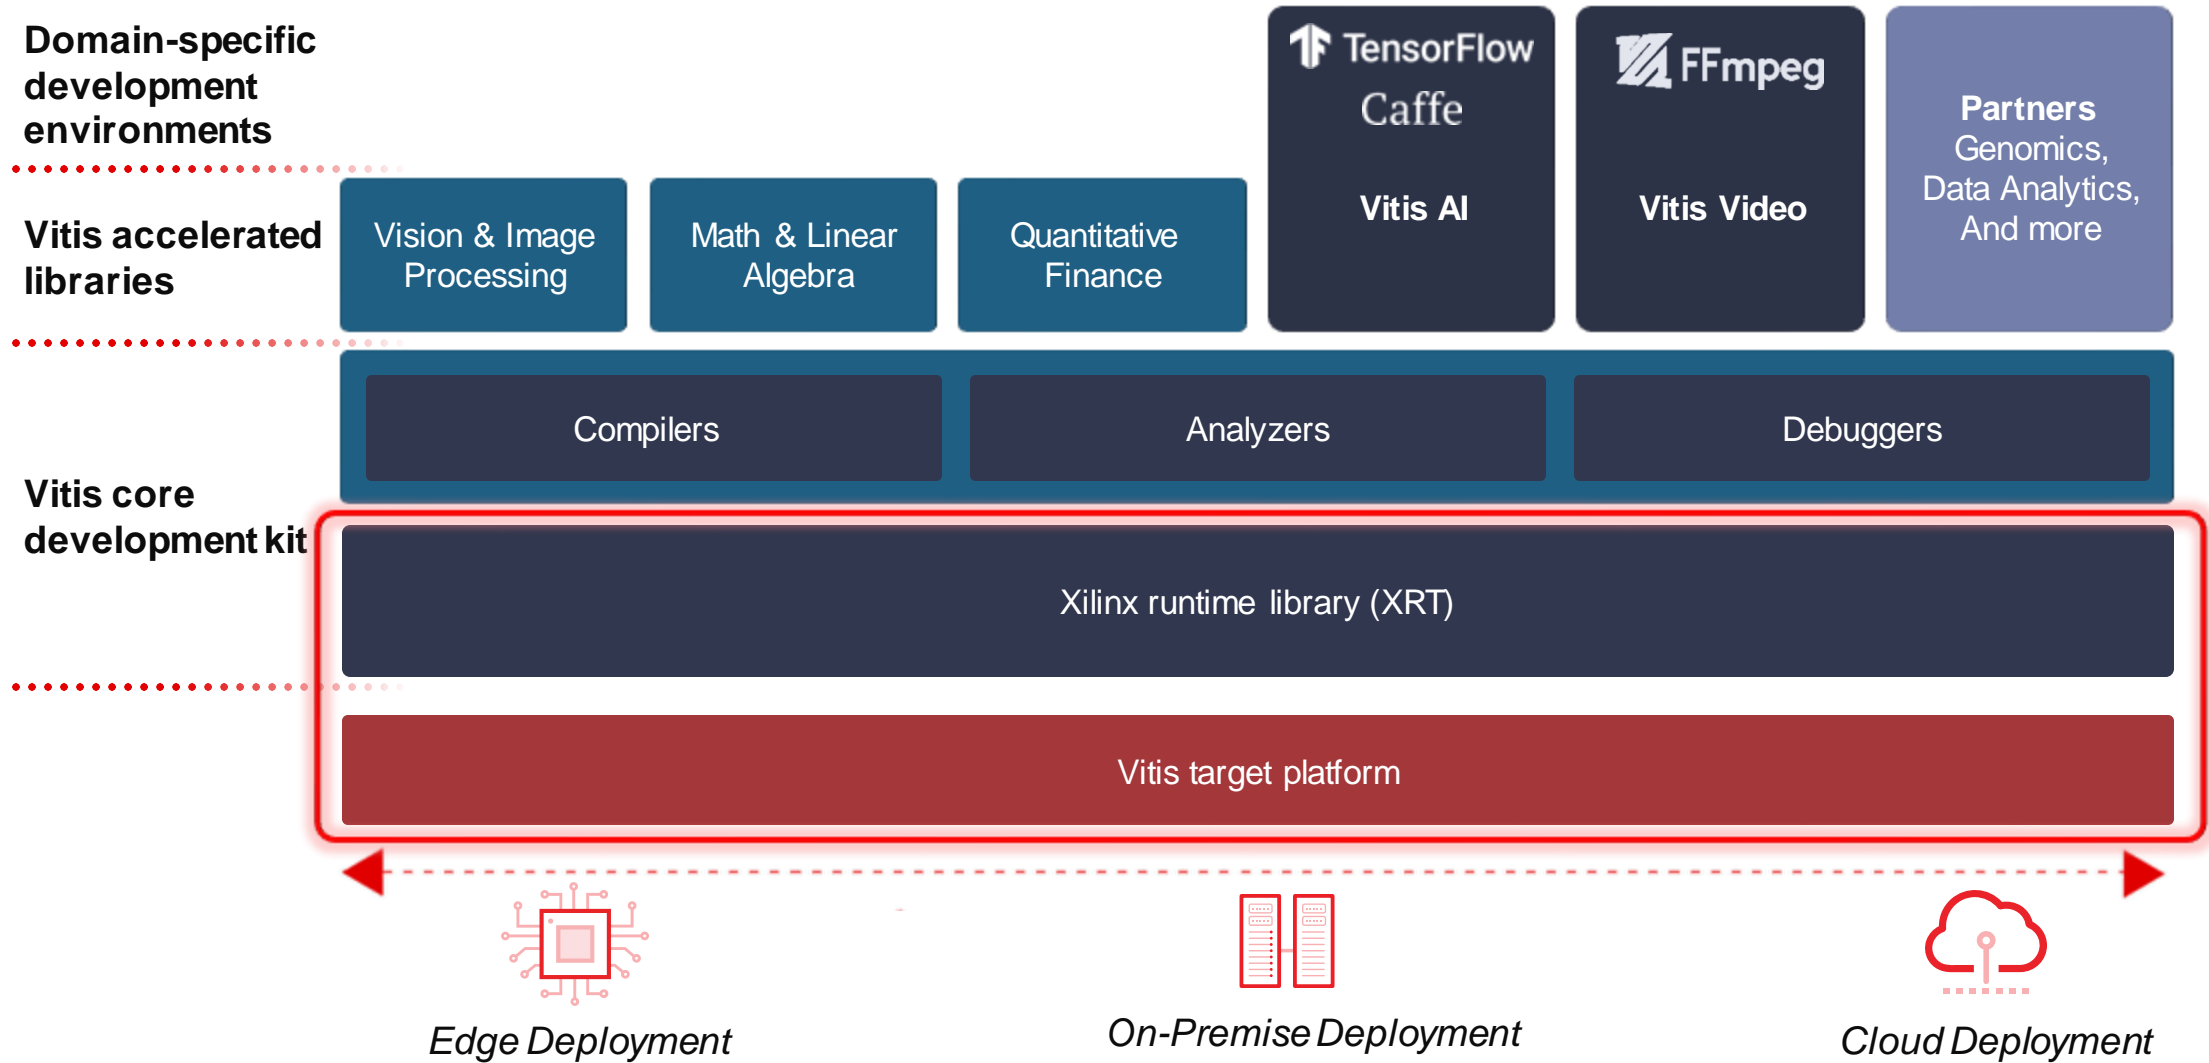 Domain-specific
development
environments
TensorFlow
Caffe
Vitis AI
FFmpeg
Vitis Video
Partners
Genomics,
Data Analytics,
And more
Vitis accelerated
libraries
Vision & Image
Processing
Math & Linear
Algebra
Quantitative
Finance
Vitis core
development kit
Compilers
Analyzers
Debuggers
Xilinx runtime library (XRT)
Vitis target platform
Edge Deployment
On-Premise Deployment
Cloud Deployment